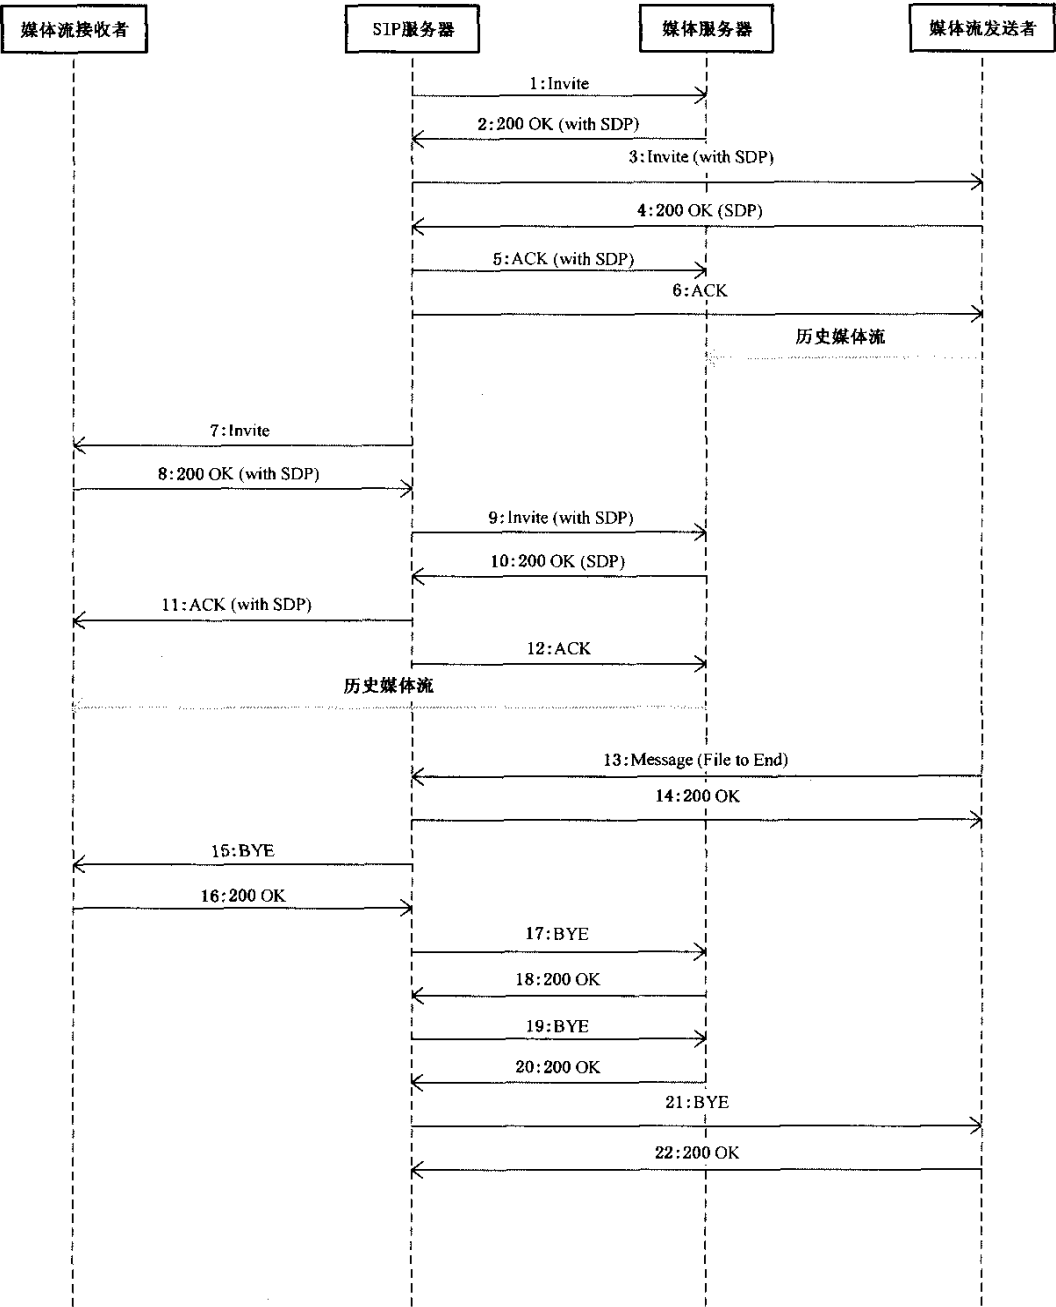 媒体流接收者
SIP服务器
媒体服务器
媒体流发送者
1:Invite
2:200 OK (with SDP)
3:Invite (with SDP)
4:200 OK (SDP)
5:ACK (with SDP)
6:ACK
历史媒体流
7:Invite
8:200 OK (with SDP)
9:Invite (with SDP)
10:200 OK (SDP)
11:ACK (with SDP)
12:ACK
历史媒体流
13:Message (File to End)
14:200 OK
15:BYE
16:200 OK
17:BYE
18:200 OK
19:BYE
20:200 OK
21:BYE
22:200 OK